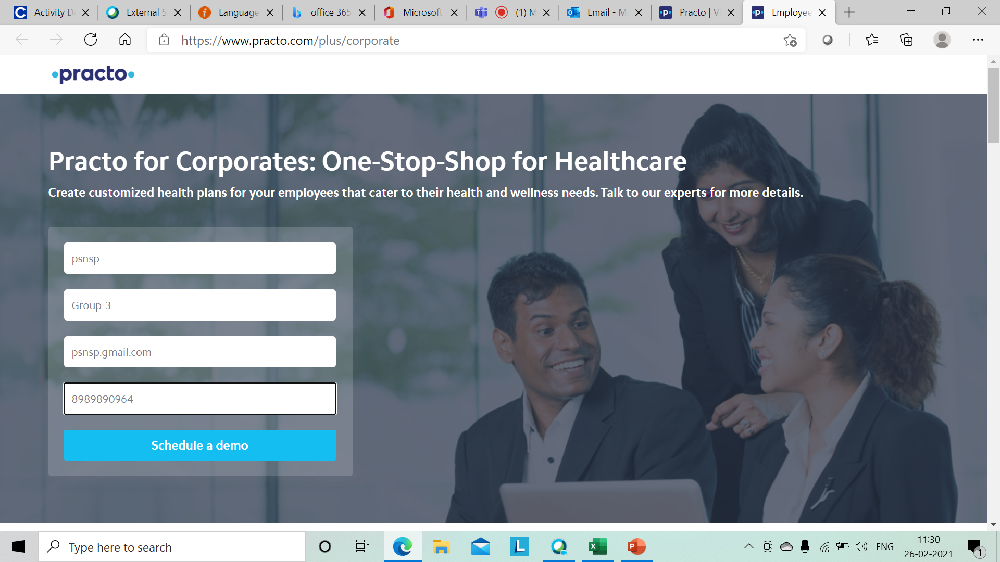 Activity D
External S
Language
office 365
Microsoft
(1) M
Email - M
Practo | V
Employee
https://www.practo.com/plus/corporate
practo
Practo for Corporates: One-Stop-Shop for Healthcare
Create customized health plans for your employees that cater to their health and wellness needs. Talk to our experts for more details.
psnsp
Group-3
psnsp.gmail.com
8989890964
Schedule a demo
Type here to search
ENG
11:30
26-02-2021
1